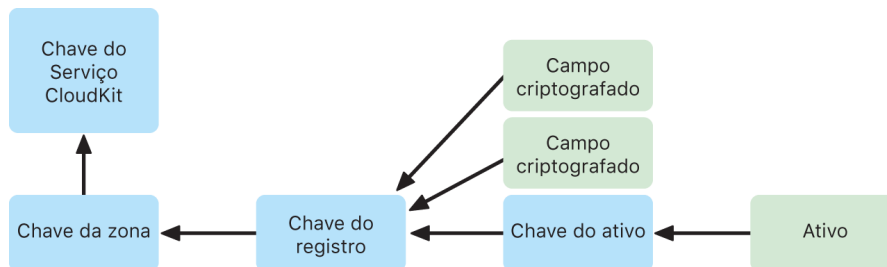 Chave do
Serviço
CloudKit
Campo
criptografado
Campo
criptografado
Chave da zona
Chave do
registro
Chave do ativo
Ativo